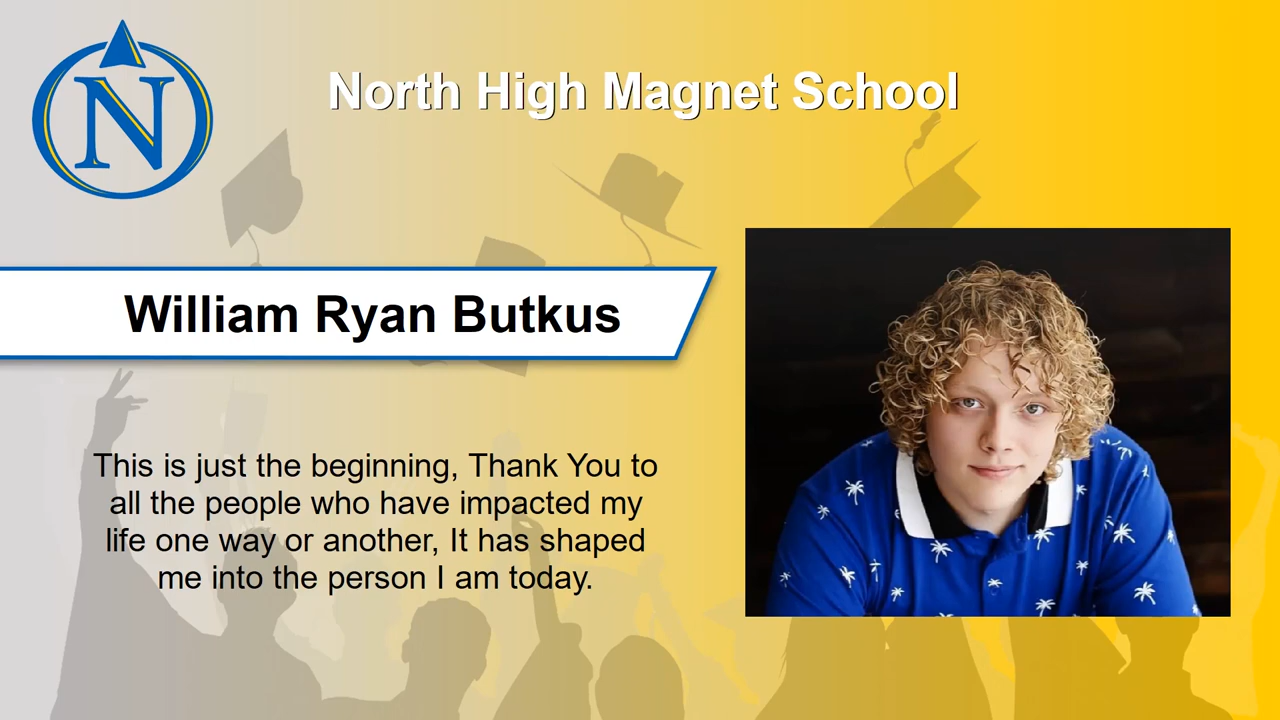 N
North High Magnet School
William Ryan Butkus
This is just the beginning, Thank You to
all the people who have impacted my
life one way or another, It has shaped
me into the person I am today.